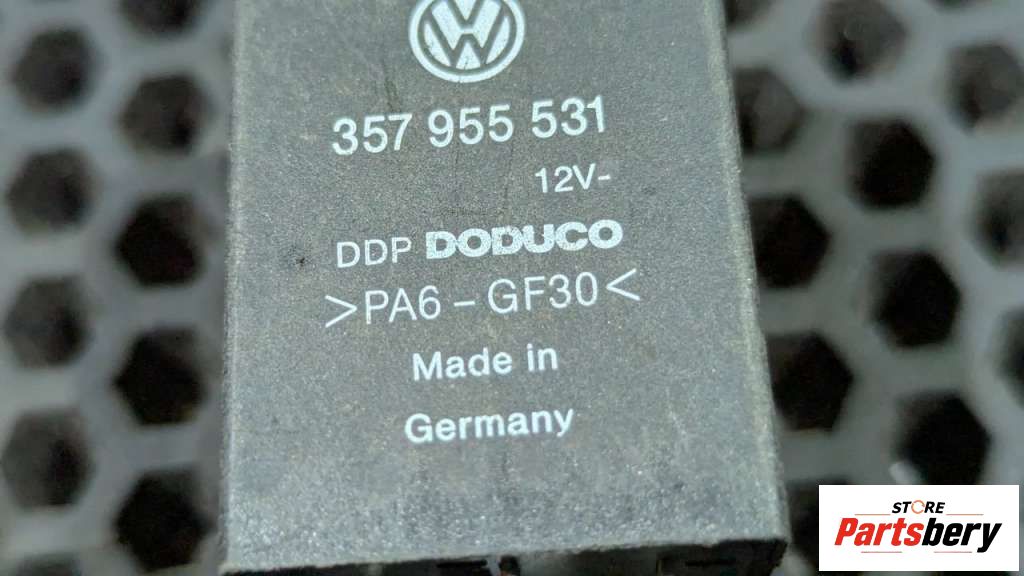 357 955 531
12V-
DDP DODUCO
>PA6-GF30<
Made in
Germany
STORE
Partsbery